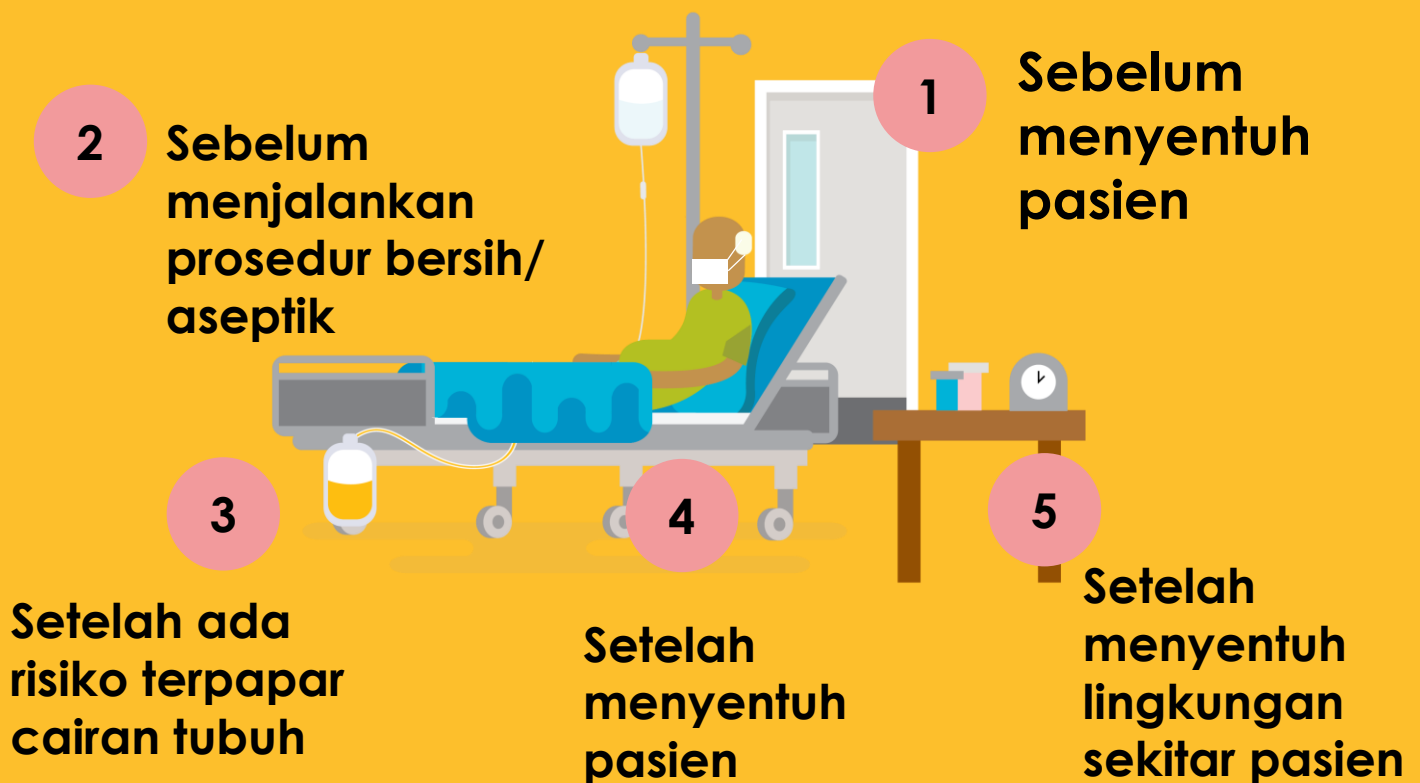 1
Sebelum
menyentuh
pasien
2
Sebelum
menjalankan
prosedur bersih/
aseptik
3
Setelah ada
risiko terpapar
cairan tubuh
4
Setelah
menyentuh
pasien
5
Setelah
menyentuh
lingkungan
sekitar pasien